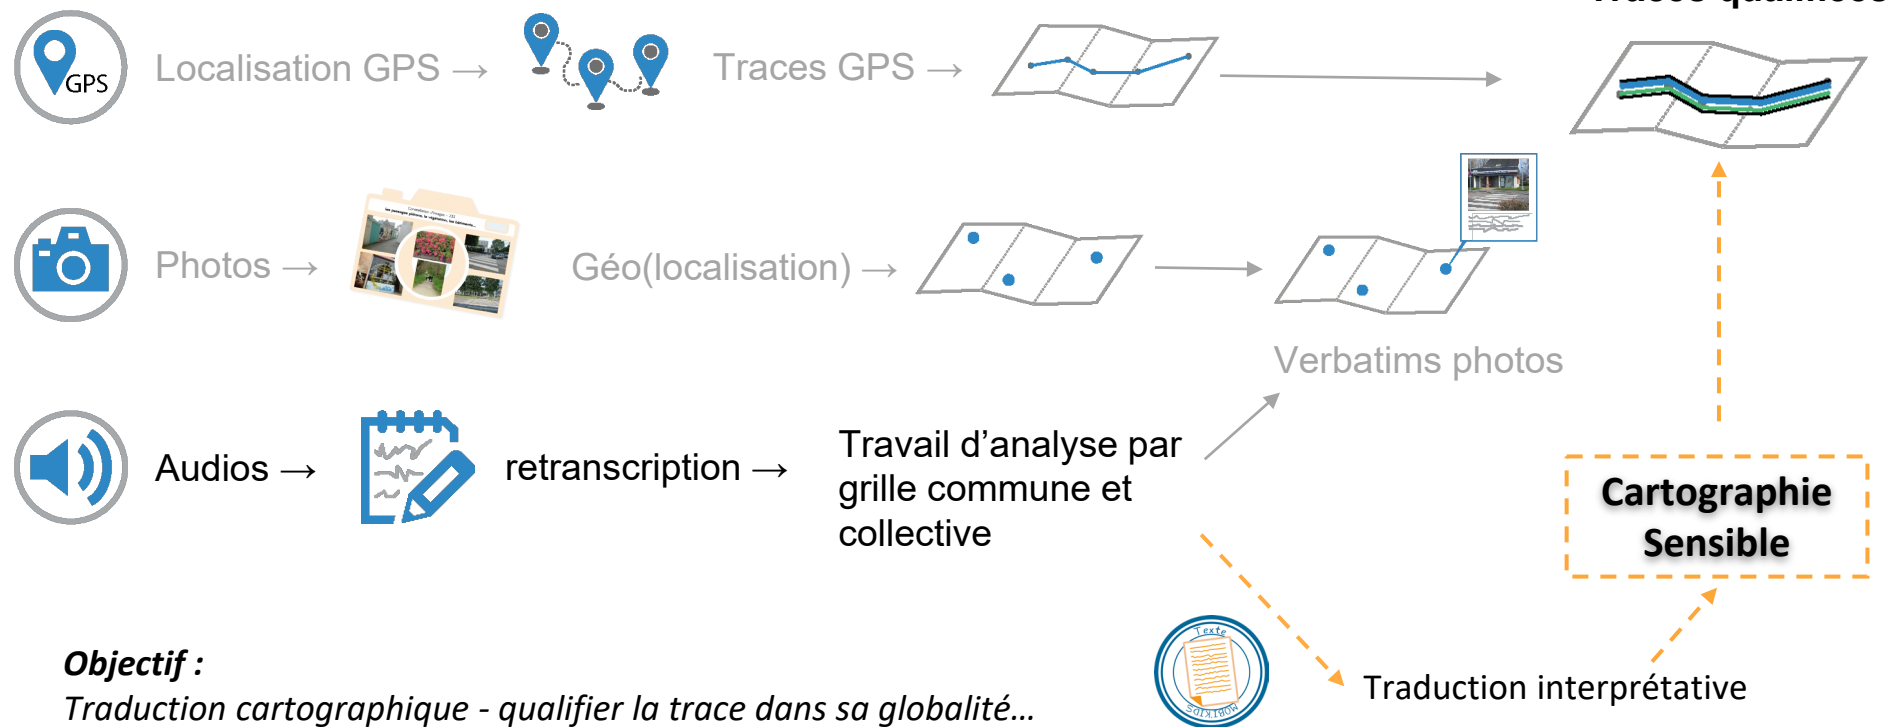 GPS
Localisation GPS →
Traces GPS →
Photos →
Géo(localisation) →
Verbatims photos
Audios →
retranscription →
Travail d'analyse par
grille commune et
collective
Cartographie
Sensible
Texte
MOBIKIDS
Traduction interprétative
Objectif :
Traduction cartographique - qualifier la trace dans sa globalité...